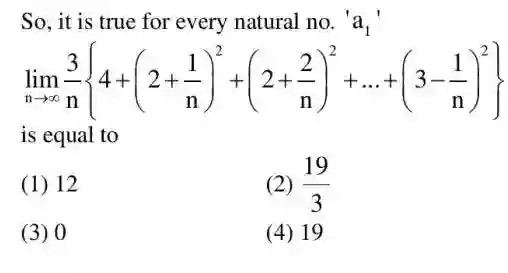 So, it is true for every natural no. 'a₁'
lim n→∞ 3/n {4+(2+1/n)²+(2+2/n)²+...+(3−1/n)²}
is equal to
(1) 12 (2) 19/3
(3) 0 (4) 19